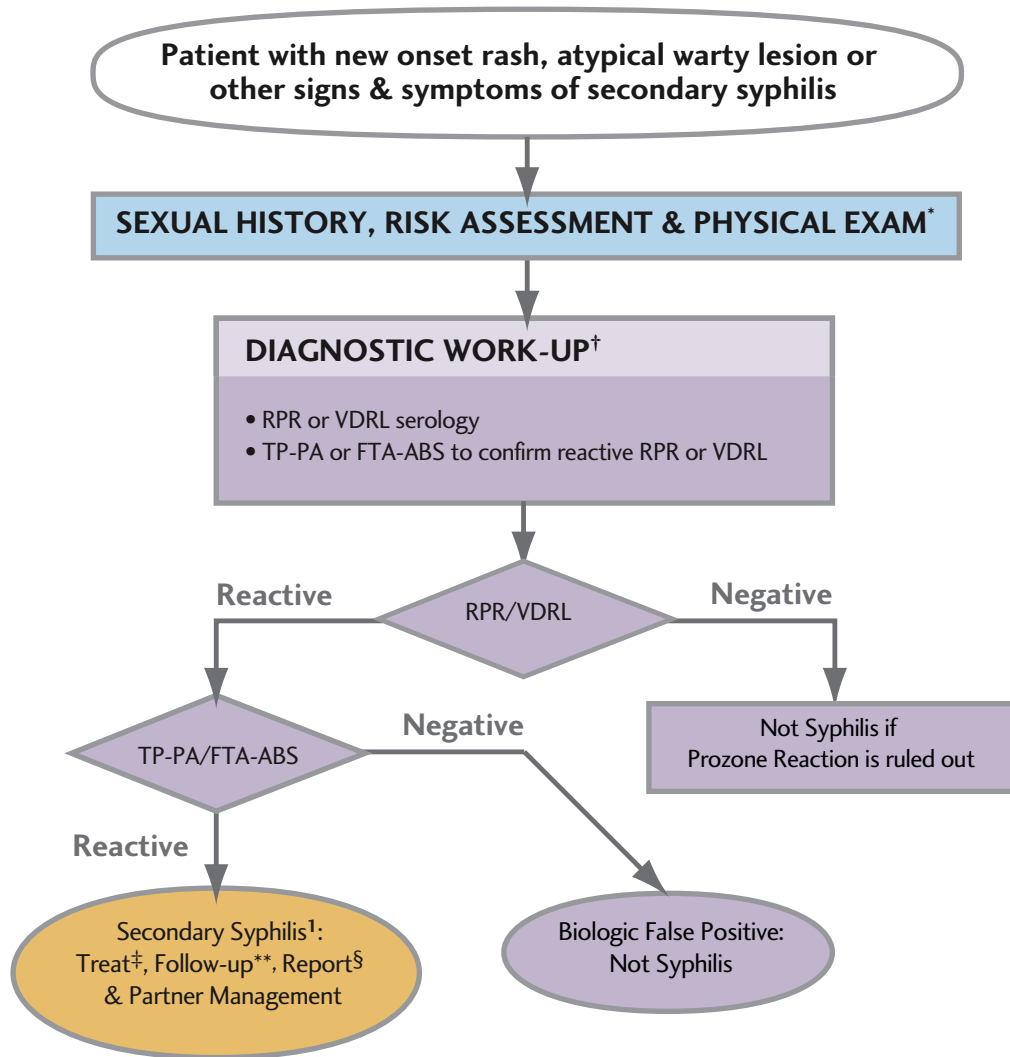 Patient with new onset rash, atypical warty lesion or
other signs & symptoms of secondary syphilis
SEXUAL HISTORY, RISK ASSESSMENT & PHYSICAL EXAM*
DIAGNOSTIC WORK-UP†
• RPR or VDRL serology
• TP-PA or FTA-ABS to confirm reactive RPR or VDRL
Reactive
RPR/VDRL
Negative
TP-PA/FTA-ABS
Negative
Not Syphilis if
Prozone Reaction is ruled out
Reactive
Secondary Syphilis¹:
Treat‡, Follow-up**, Report§
& Partner Management
Biologic False Positive:
Not Syphilis